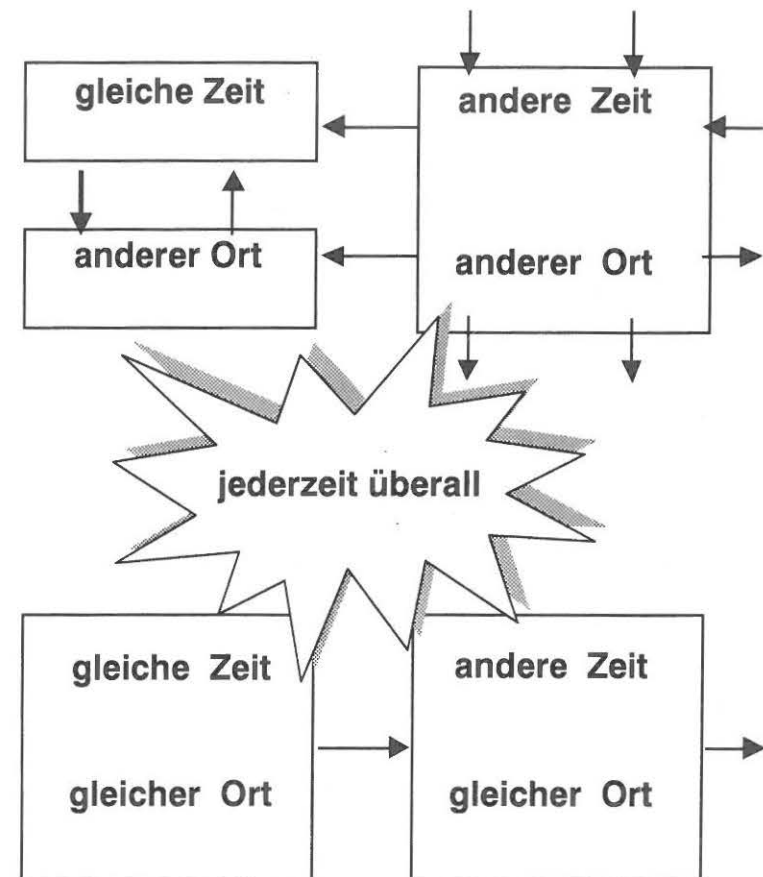 gleiche Zeit
anderer Ort
andere Zeit
anderer Ort
jederzeit überall
gleiche Zeit
gleicher Ort
andere Zeit
gleicher Ort